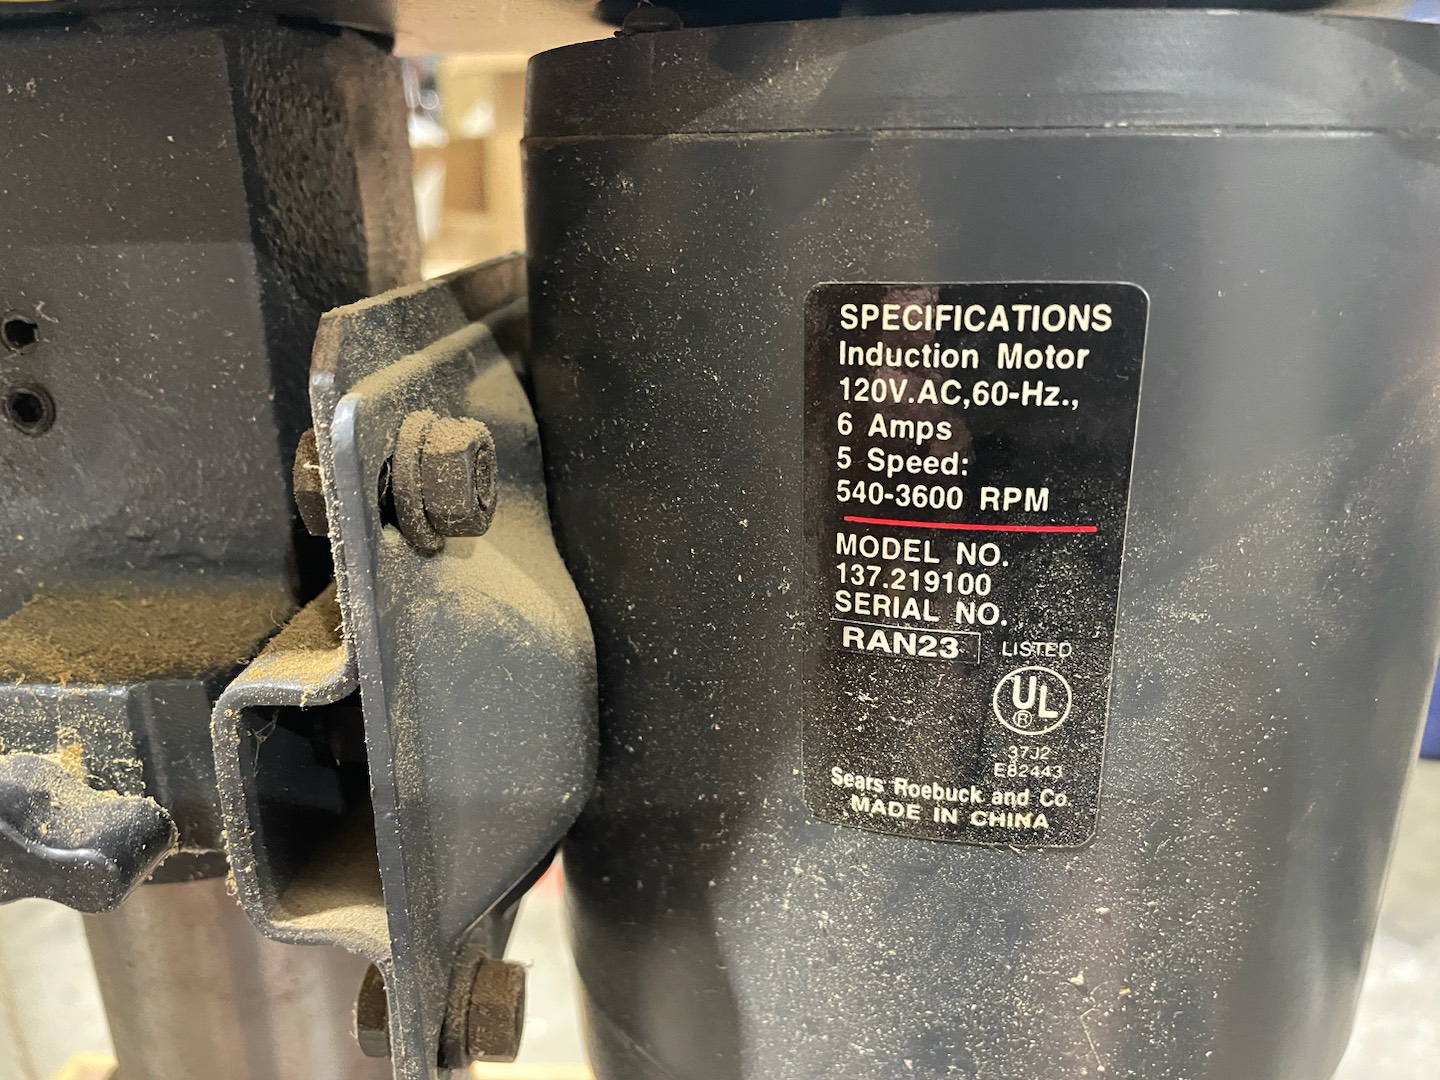 SPECIFICATIONS
Induction Motor
120V.AC,60-Hz.,
6 Amps
5 Speed:
540-3600 RPM
MODEL NO.
137.219100
SERIAL NO.
RAN23
LISTED
UL
®
37J2
E82443
Sears Roebuck and Co
MADE IN CHINA